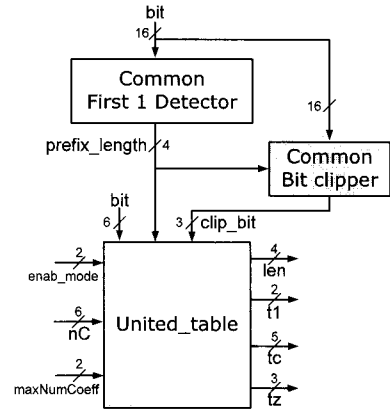 bit
16
Common
First 1 Detector
16
prefix_length
4
Common
Bit clipper
bit
6
3
clip_bit
2
enab_mode
4
len
2
t1
6
nC
United_table
5
tc
2
maxNumCoeff
3
tz